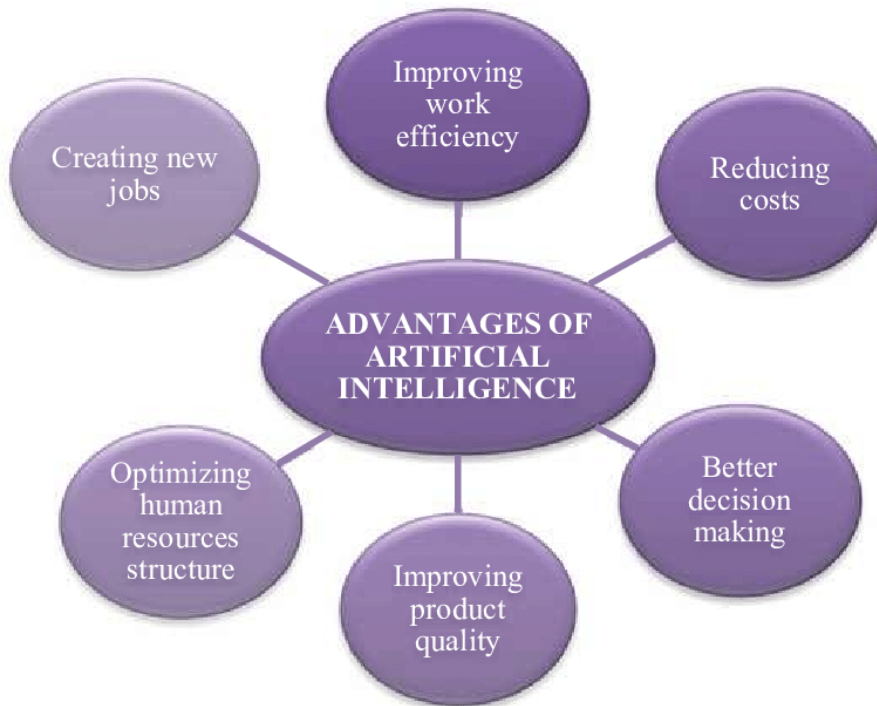 Improving
work
efficiency
Creating new
jobs
Reducing
costs
ADVANTAGES OF
ARTIFICIAL
INTELLIGENCE
Optimizing
human
resources
structure
Better
decision
making
Improving
product
quality